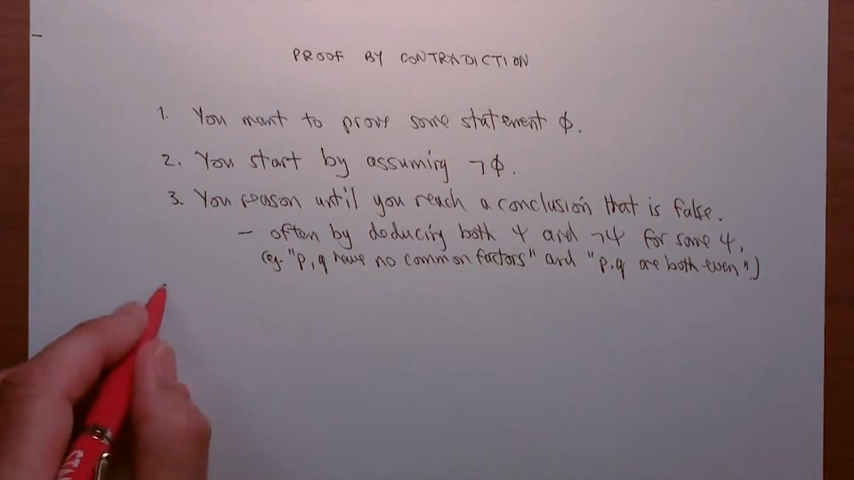 PROOF BY CONTRADICTION
1. You want to prove some statement φ.
2. You start by assuming ¬φ.
3. You reason until you reach a conclusion that is false.
— often by deducing both ψ and ¬ψ for some ψ.
(eg. "p, q have no common factors" and "p, q are both even")
STAN